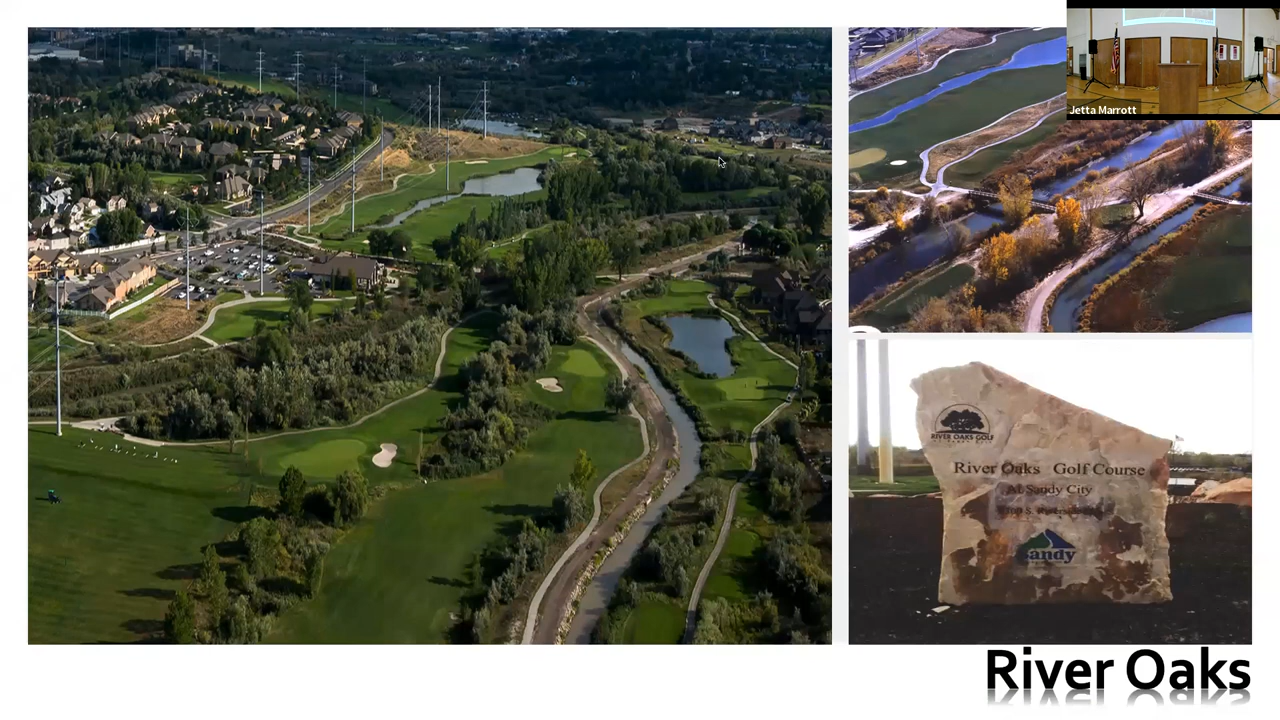 Jetta Marrott
RIVER OAKS GOLF
River Oaks Golf Course
At Sandy City
Sandy
River Oaks